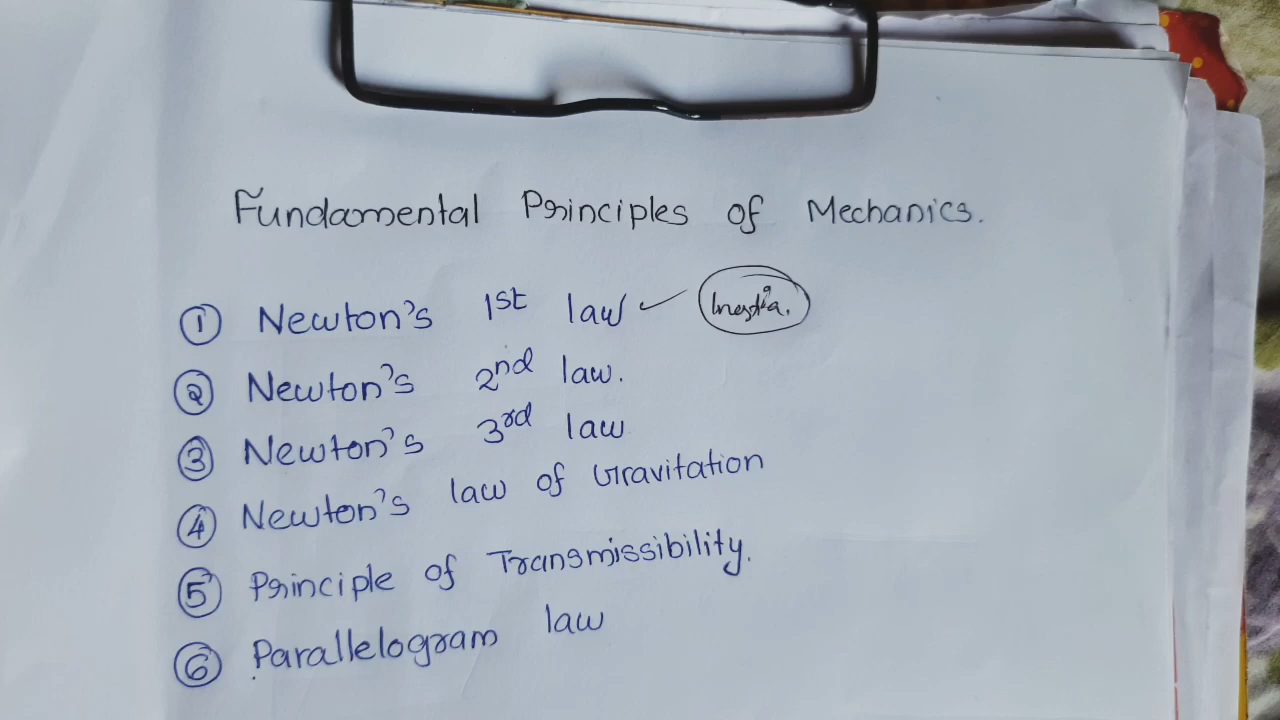 Fundamental Principles of Mechanics.
① Newton's 1st law ✓ Inertia.
② Newton's 2nd law.
③ Newton's 3rd law
④ Newton's law of Gravitation
⑤ Principle of Transmissibility.
⑥ Parallelogram law